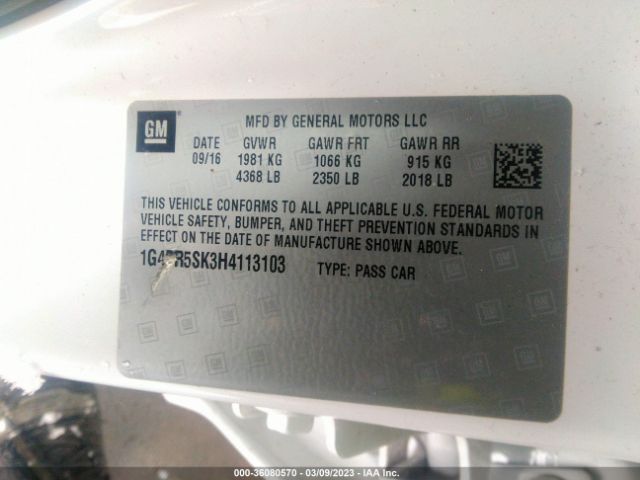 GM
MFD BY GENERAL MOTORS LLC
DATE GVWR GAWR FRT GAWR RR
09/16 1981 KG 1066 KG 915 KG
4368 LB 2350 LB 2018 LB
THIS VEHICLE CONFORMS TO ALL APPLICABLE U.S. FEDERAL MOTOR
VEHICLE SAFETY, BUMPER, AND THEFT PREVENTION STANDARDS IN
EFFECT ON THE DATE OF MANUFACTURE SHOWN ABOVE.
TYPE: PASS CAR
000-36080570 - 03/09/2023 - IAA Inc.